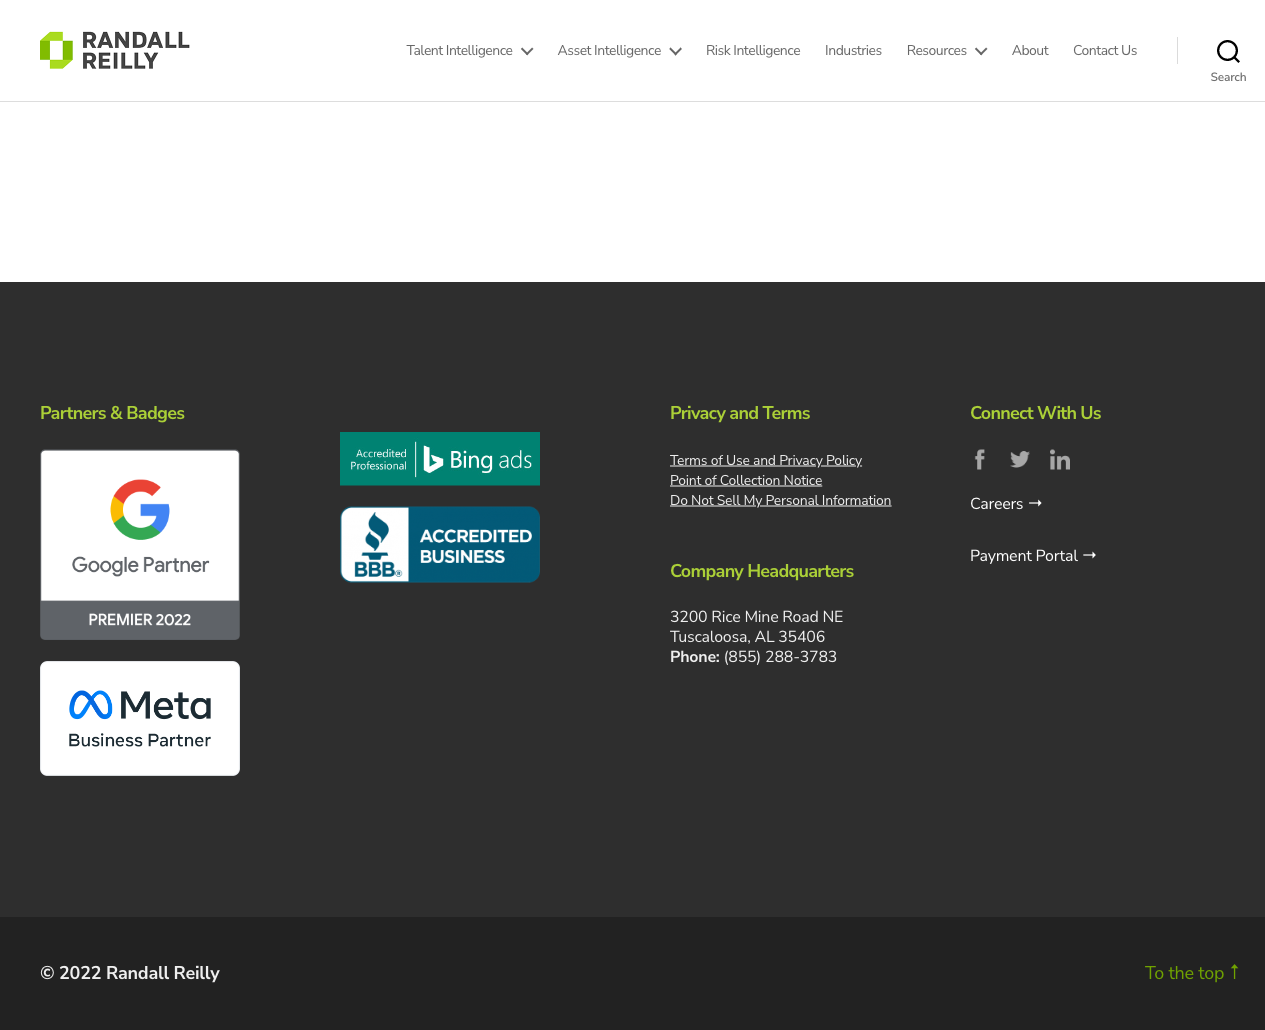 RANDALL
REILLY
Talent Intelligence
Asset Intelligence
Risk Intelligence
Industries
Resources
About
Contact Us
Search
Partners & Badges
Google Partner
PREMIER 2022
Meta
Business Partner
Accredited
Professional
Bing ads
BBB®
ACCREDITED
BUSINESS
Privacy and Terms
Terms of Use and Privacy Policy
Point of Collection Notice
Do Not Sell My Personal Information
Company Headquarters
3200 Rice Mine Road NE
Tuscaloosa, AL 35406
Phone: (855) 288-3783
Connect With Us
Careers ➞
Payment Portal ➞
© 2022 Randall Reilly
To the top ↑